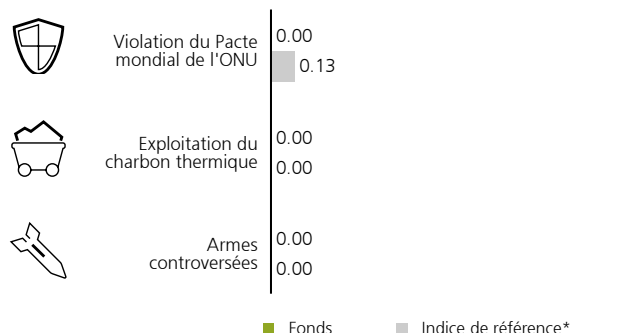 Violation du Pacte
mondial de l'ONU
0.00
0.13
Exploitation du
charbon thermique
0.00
0.00
Armes
controversées
0.00
0.00
Fonds
Indice de référence*